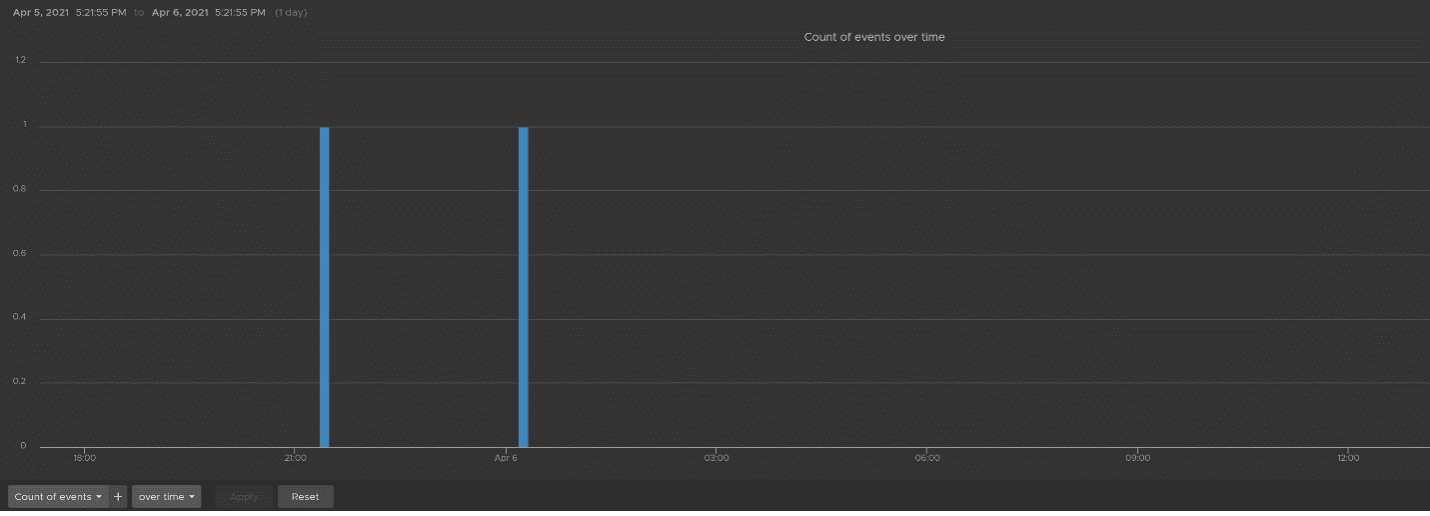 Apr 5, 2021 5:21:55 PM to Apr 6, 2021 5:21:55 PM (1 day)
Count of events over time
1.2
1
0.8
0.6
0.4
0.2
0
18:00 21:00 Apr 6 03:00 06:00 09:00 12:00
Count of events + over time Apply Reset